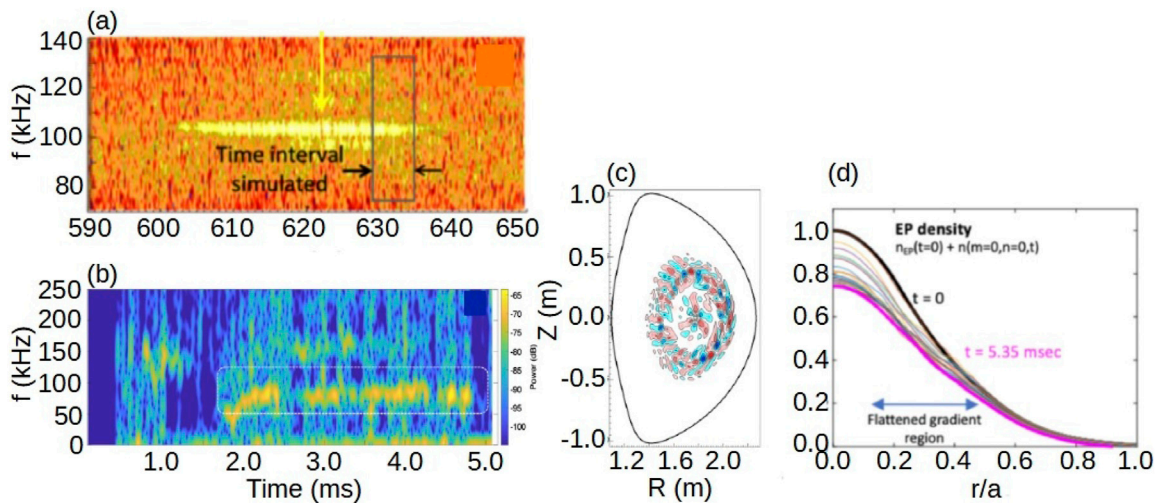 (a)
140
120
100
80
f (kHz)
Time interval
simulated
590 600 610 620 630 640 650
(b)
250
200
150
100
50
0
f (kHz)
1.0 2.0 3.0 4.0 5.0
Time (ms)
-65
-70
-75
-80
-85
-90
-95
-100
Power (dB)
(c)
1.0
0.5
0.0
-0.5
-1.0
Z (m)
1.2 1.6 2.0
R (m)
(d)
1.0
0.8
0.6
0.4
0.2
0.0
EP density
nEP(t=0) + n(m=0,n=0,t)
t = 0
t = 5.35 msec
Flattened gradient
region
0.0 0.2 0.4 0.6 0.8 1.0
r/a